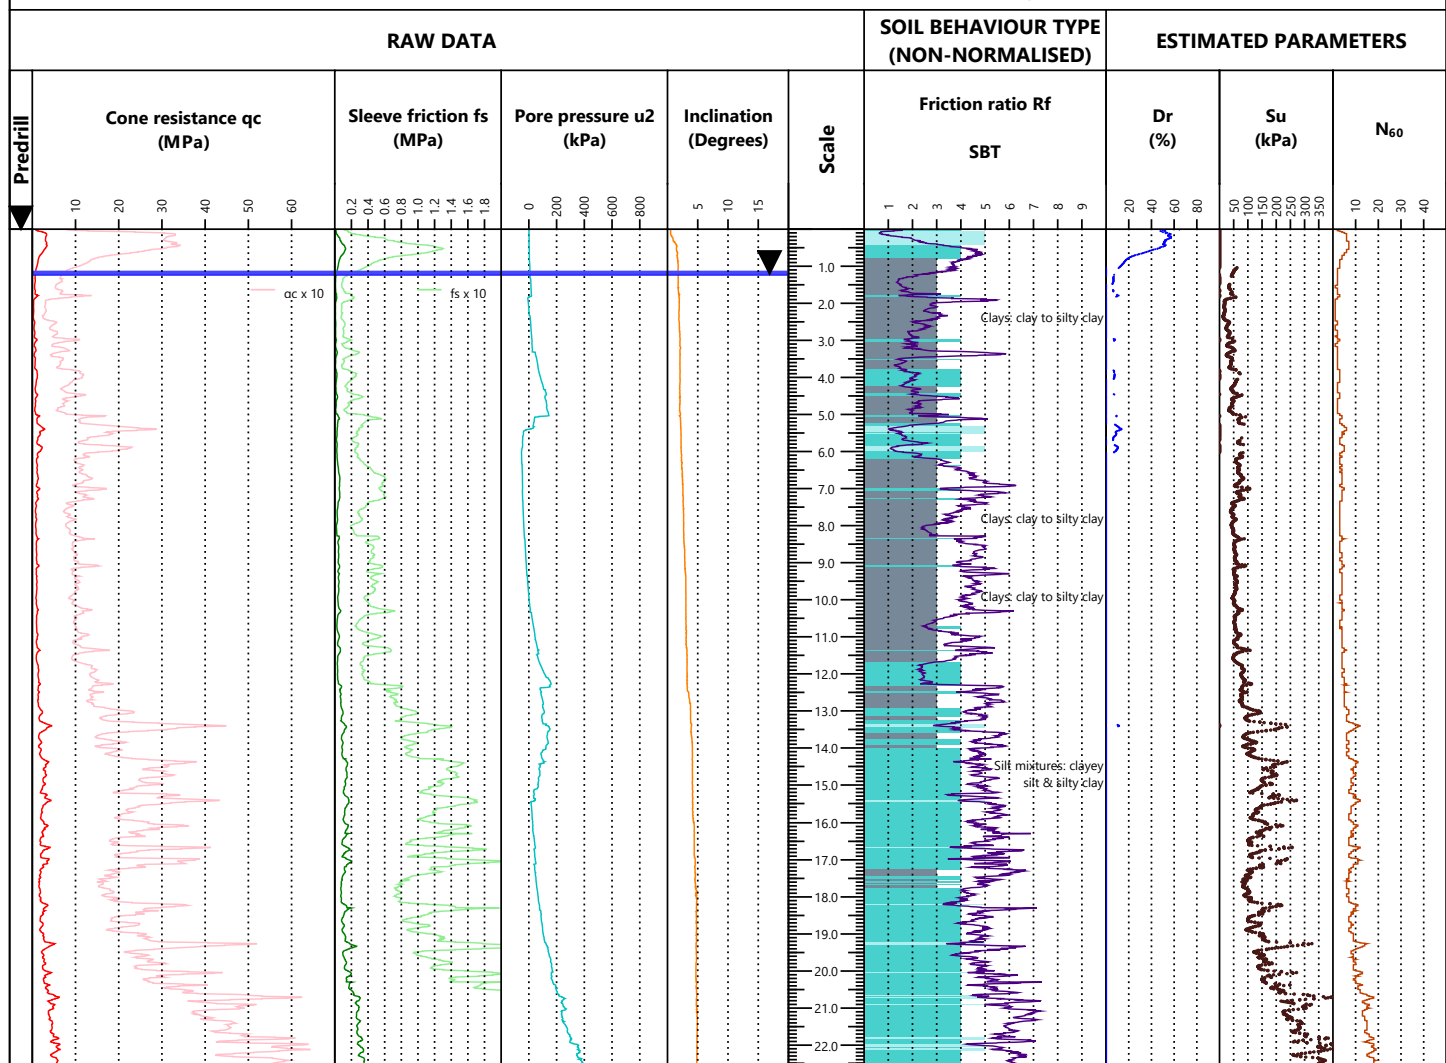 RAW DATA
SOIL BEHAVIOUR TYPE
(NON-NORMALISED)
ESTIMATED PARAMETERS
Predrill
Cone resistance qc
(MPa)
Sleeve friction fs
(MPa)
Pore pressure u2
(kPa)
Inclination
(Degrees)
Scale
Friction ratio Rf
SBT
Dr
(%)
Su
(kPa)
N₆₀
10 20 30 40 50 60
0.2 0.4 0.6 0.8 1.0 1.2 1.4 1.6 1.8
0 200 400 600 800
5 10 15
1 2 3 4 5 6 7 8 9
20 40 60 80
50 100 150 200 250 300 350
10 20 30 40
1.0
qc x 10
fs x 10
2.0
Clays: clay to silty clay
3.0
4.0
5.0
6.0
7.0
Clays: clay to silty clay
8.0
9.0
10.0
Clays: clay to silty clay
11.0
12.0
13.0
14.0
Silt mixtures: clayey
silt & silty clay
15.0
16.0
17.0
18.0
19.0
20.0
21.0
22.0